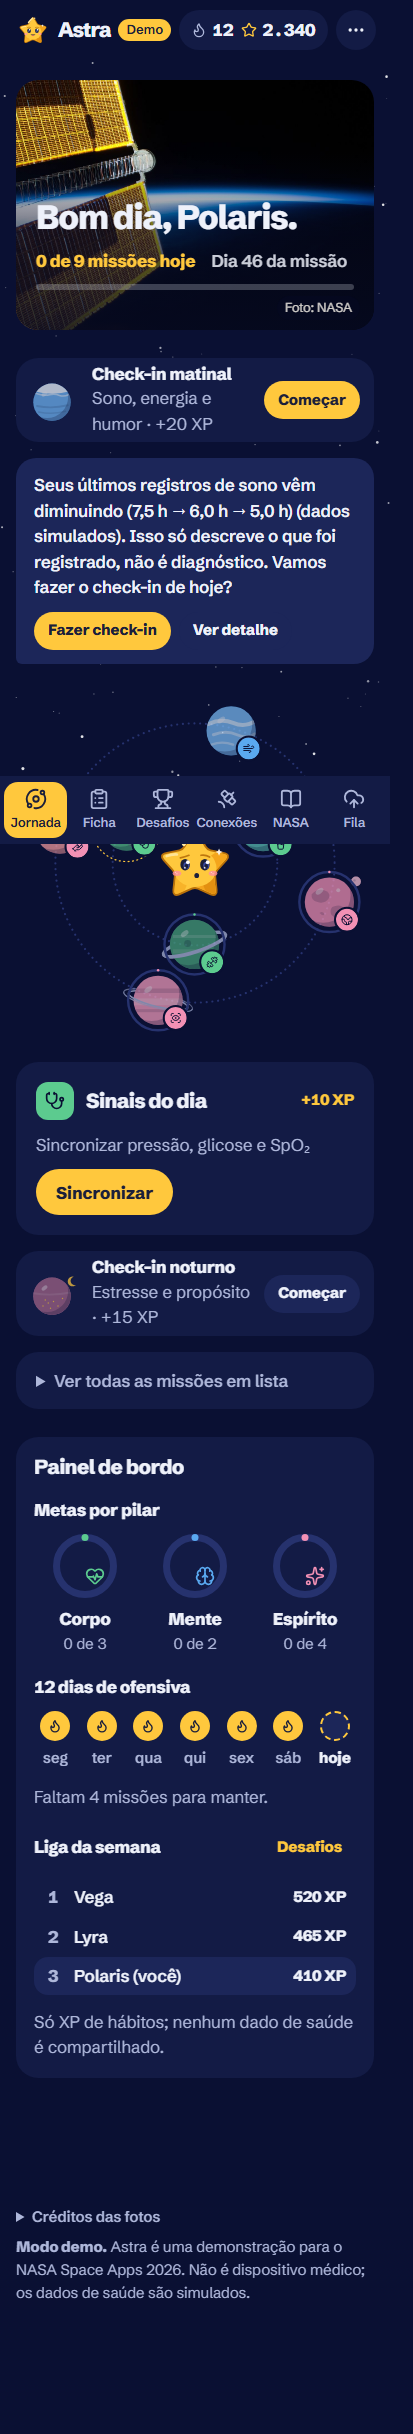 Astra Demo 12 2.340
Bom dia, Polaris.
0 de 9 missões hoje Dia 46 da missão
Foto: NASA
Check-in matinal
Sono, energia e
humor · +20 XP
Começar
Seus últimos registros de sono vêm
diminuindo (7,5 h → 6,0 h → 5,0 h) (dados
simulados). Isso só descreve o que foi
registrado, não é diagnóstico. Vamos
fazer o check-in de hoje?
Fazer check-in Ver detalhe
Jornada Ficha Desafios Conexões NASA Fila
Sinais do dia +10 XP
Sincronizar pressão, glicose e SpO₂
Sincronizar
Check-in noturno
Estresse e propósito
· +15 XP
Começar
Ver todas as missões em lista
Painel de bordo
Metas por pilar
Corpo Mente Espírito
0 de 3 0 de 2 0 de 4
12 dias de ofensiva
seg ter qua qui sex sáb hoje
Faltam 4 missões para manter.
Liga da semana Desafios
1 Vega 520 XP
2 Lyra 465 XP
3 Polaris (você) 410 XP
Só XP de hábitos; nenhum dado de saúde
é compartilhado.
Créditos das fotos
Modo demo. Astra é uma demonstração para o
NASA Space Apps 2026. Não é dispositivo médico;
os dados de saúde são simulados.